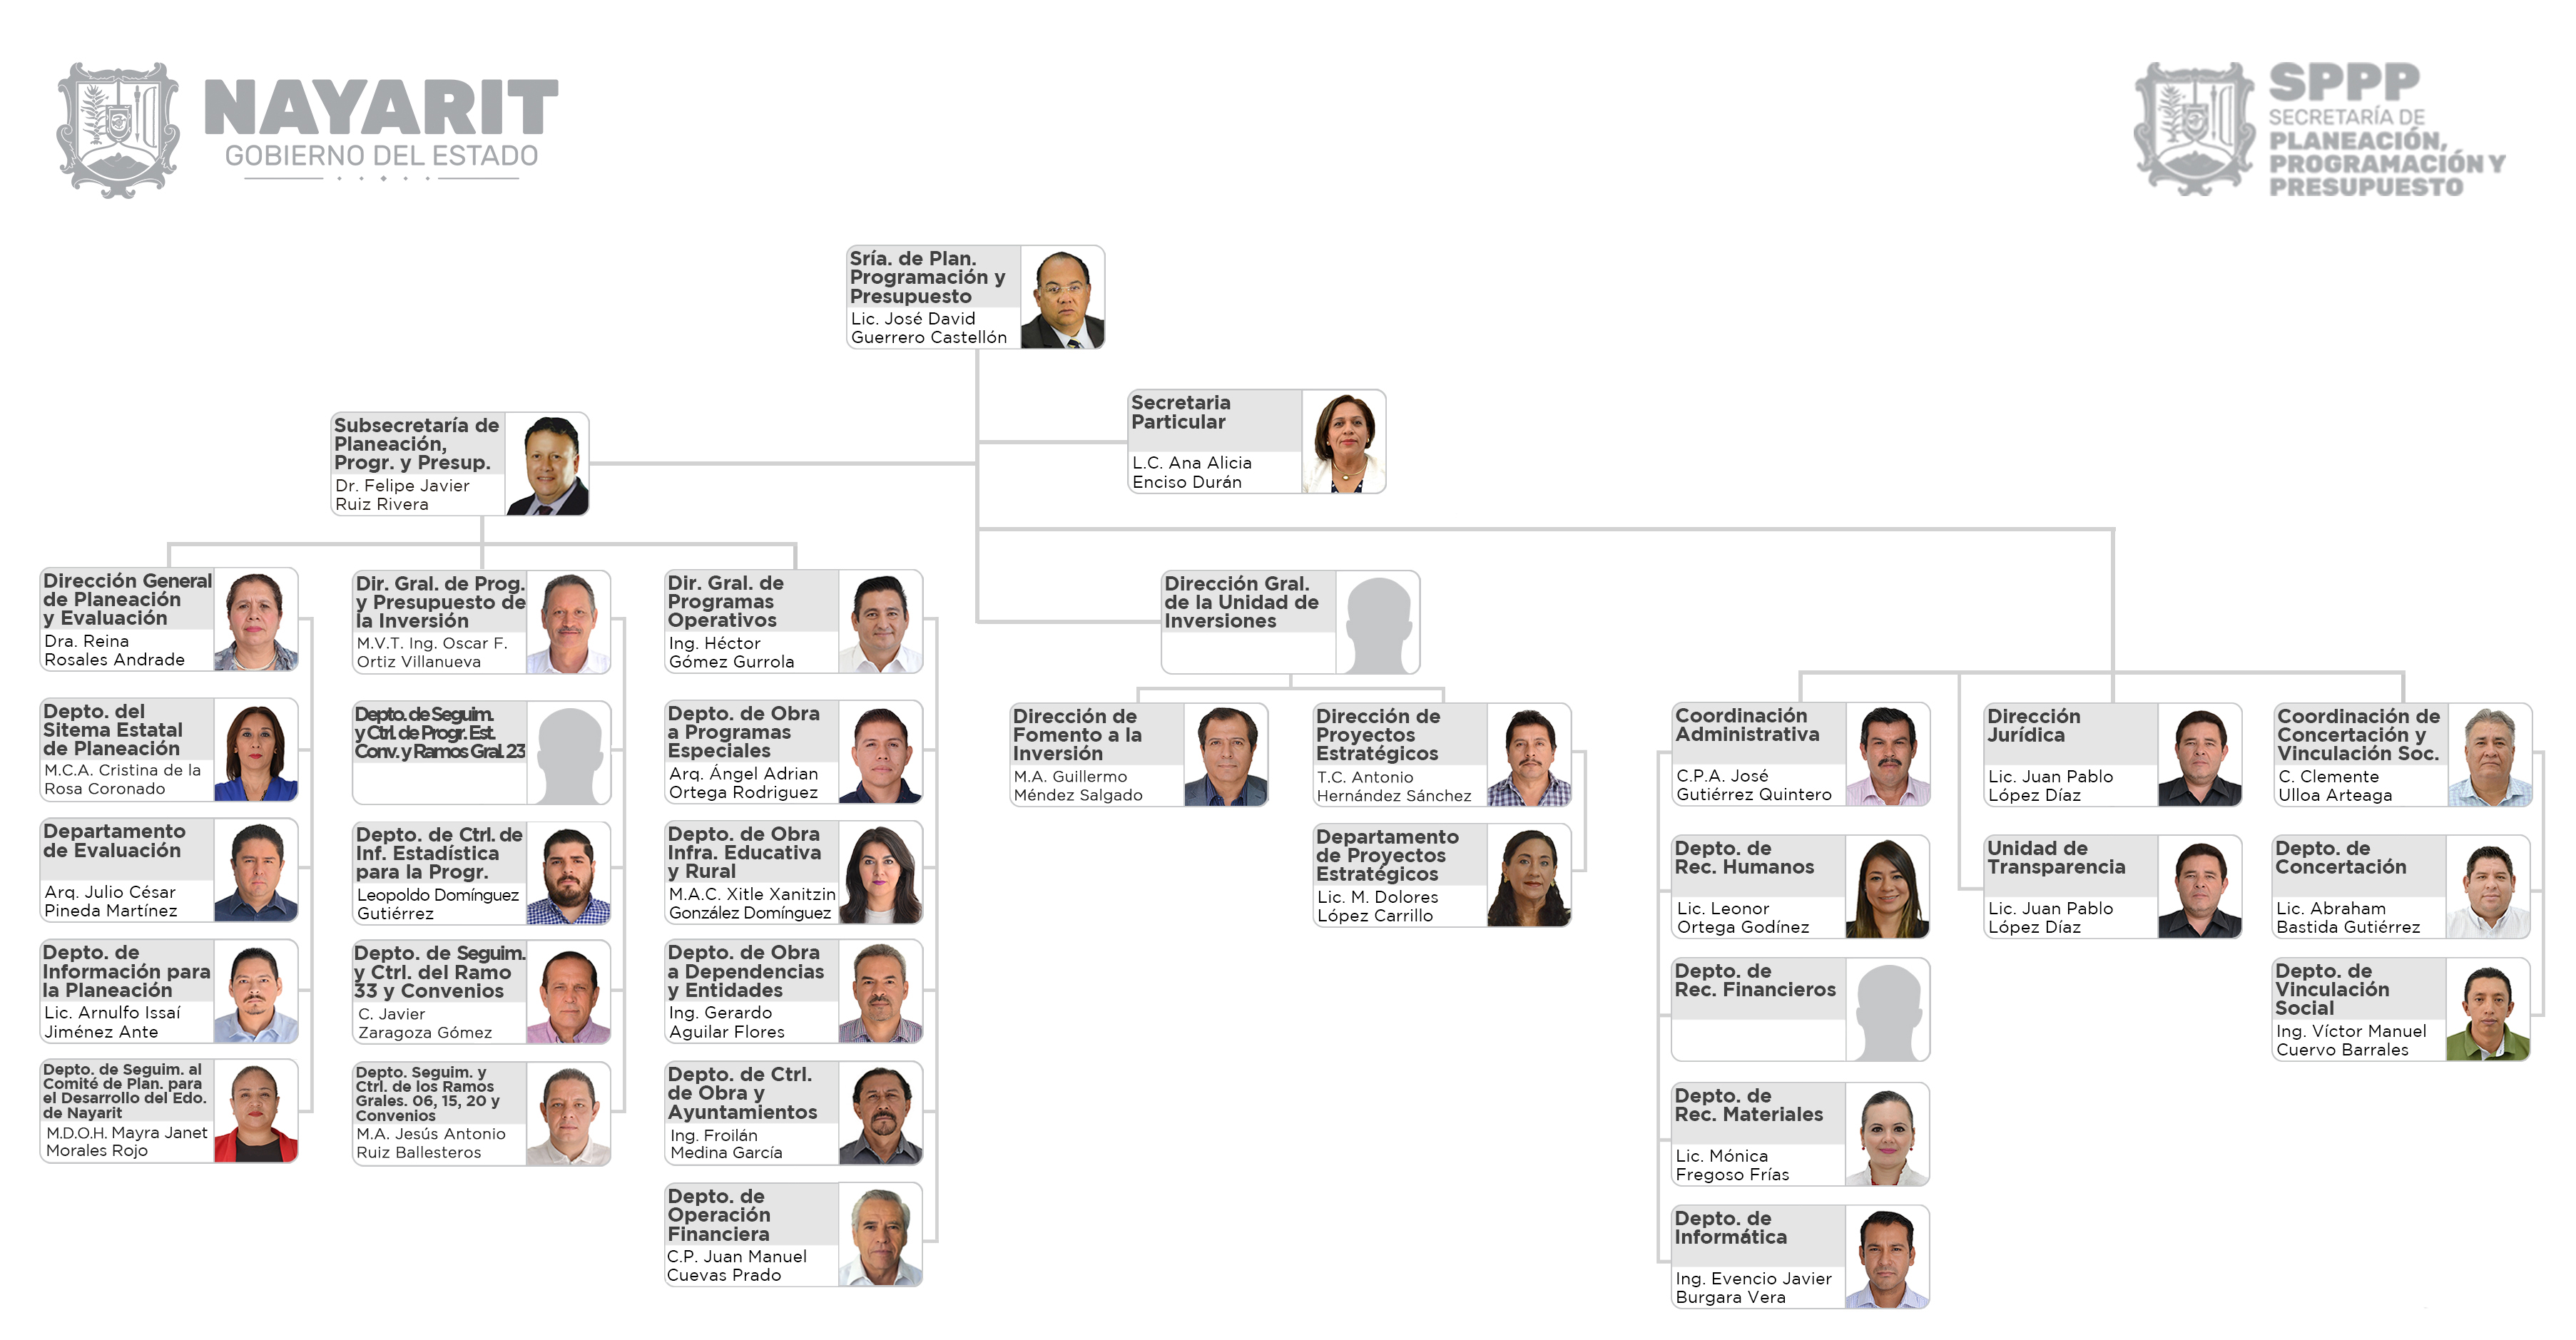 NAYARIT
GOBIERNO DEL ESTADO
SPPP
SECRETARÍA DE
PLANEACIÓN,
PROGRAMACIÓN Y
PRESUPUESTO
Sría. de Plan.
Programación y
Presupuesto
Lic. José David
Guerrero Castellón
Secretaria
Particular
L.C. Ana Alicia
Enciso Durán
Subsecretaría de
Planeación,
Progr. y Presup.
Dr. Felipe Javier
Ruiz Rivera
Dirección General
de Planeación
y Evaluación
Dra. Reina
Rosales Andrade
Depto. del
Sitema Estatal
de Planeación
M.C.A. Cristina de la
Rosa Coronado
Departamento
de Evaluación
Arq. Julio César
Pineda Martínez
Depto. de
Información para
la Planeación
Lic. Arnulfo Issaí
Jiménez Ante
Depto. de Seguim. al
Comité de Plan. para
el Desarrollo del Edo.
de Nayarit
M.D.O.H. Mayra Janet
Morales Rojo
Dir. Gral. de Prog.
y Presupuesto de
la Inversión
M.V.T. Ing. Oscar F.
Ortiz Villanueva
Depto. de Seguim.
y Ctrl. de Progr. Est.
Conv. y Ramos Gral. 23
Depto. de Ctrl. de
Inf. Estadística
para la Progr.
Leopoldo Domínguez
Gutiérrez
Depto. de Seguim.
y Ctrl. del Ramo
33 y Convenios
C. Javier
Zaragoza Gómez
Depto. Seguim. y
Ctrl. de los Ramos
Grales. 06, 15, 20 y
Convenios
M.A. Jesús Antonio
Ruiz Ballesteros
Dir. Gral. de
Programas
Operativos
Ing. Héctor
Gómez Gurrola
Depto. de Obra
a Programas
Especiales
Arq. Ángel Adrian
Ortega Rodriguez
Depto. de Obra
Infra. Educativa
y Rural
M.A.C. Xitle Xanitzin
González Domínguez
Depto. de Obra
a Dependencias
y Entidades
Ing. Gerardo
Aguilar Flores
Depto. de Ctrl.
de Obra y
Ayuntamientos
Ing. Froilán
Medina García
Depto. de
Operación
Financiera
C.P. Juan Manuel
Cuevas Prado
Dirección Gral.
de la Unidad de
Inversiones
Dirección de
Fomento a la
Inversión
M.A. Guillermo
Méndez Salgado
Dirección de
Proyectos
Estratégicos
T.C. Antonio
Hernández Sánchez
Departamento
de Proyectos
Estratégicos
Lic. M. Dolores
López Carrillo
Coordinación
Administrativa
C.P.A. José
Gutiérrez Quintero
Depto. de
Rec. Humanos
Lic. Leonor
Ortega Godínez
Depto. de
Rec. Financieros
Depto. de
Rec. Materiales
Lic. Mónica
Fregoso Frías
Depto. de
Informática
Ing. Evencio Javier
Burgara Vera
Dirección
Jurídica
Lic. Juan Pablo
López Díaz
Unidad de
Transparencia
Lic. Juan Pablo
López Díaz
Coordinación de
Concertación y
Vinculación Soc.
C. Clemente
Ulloa Arteaga
Depto. de
Concertación
Lic. Abraham
Bastida Gutiérrez
Depto. de
Vinculación
Social
Ing. Víctor Manuel
Cuervo Barrales